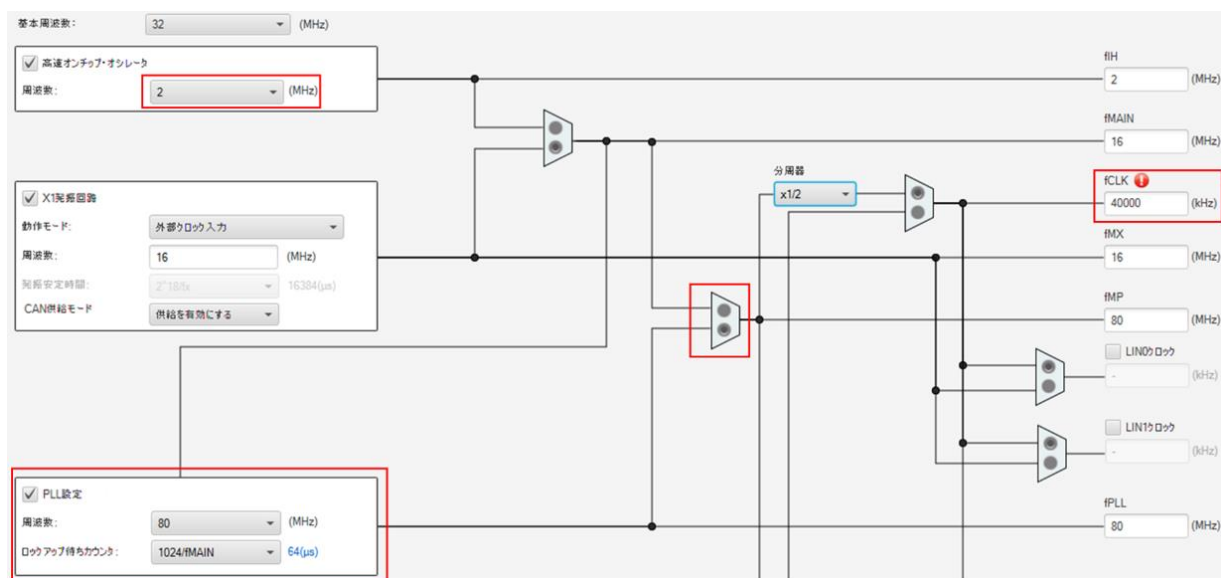 基本周波数: 32 (MHz)
高速オンチップ・オシレータ
周波数: 2 (MHz)
fIH
2 (MHz)
fMAIN
16 (MHz)
分周器
x1/2
fCLK
40000 (kHz)
X1発振回路
動作モード: 外部クロック入力
周波数: 16 (MHz)
発振安定時間: 2^18/fx 16384(μs)
CAN供給モード 供給を有効にする
fMX
16 (MHz)
fMP
80 (MHz)
LIN0クロック
- (kHz)
LIN1クロック
- (kHz)
PLL設定
周波数: 80 (MHz)
ロックアップ待ちカウンタ: 1024/fMAIN 64(μs)
fPLL
80 (MHz)